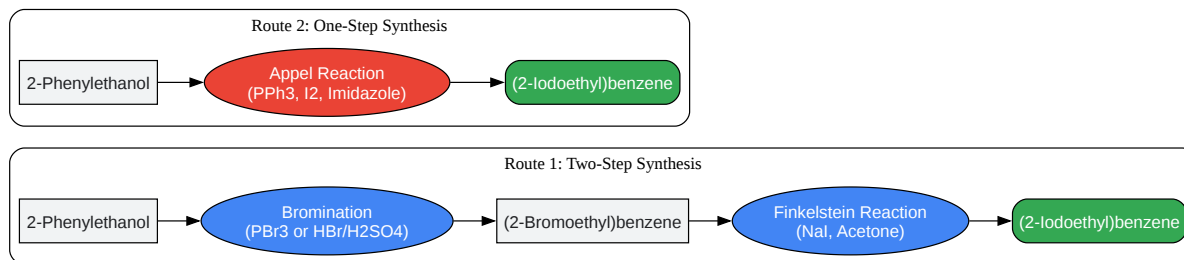 Route 2: One-Step Synthesis
2-Phenylethanol
Appel Reaction
(PPh3, I2, Imidazole)
(2-Iodoethyl)benzene
Route 1: Two-Step Synthesis
2-Phenylethanol
Bromination
(PBr3 or HBr/H2SO4)
(2-Bromoethyl)benzene
Finkelstein Reaction
(NaI, Acetone)
(2-Iodoethyl)benzene